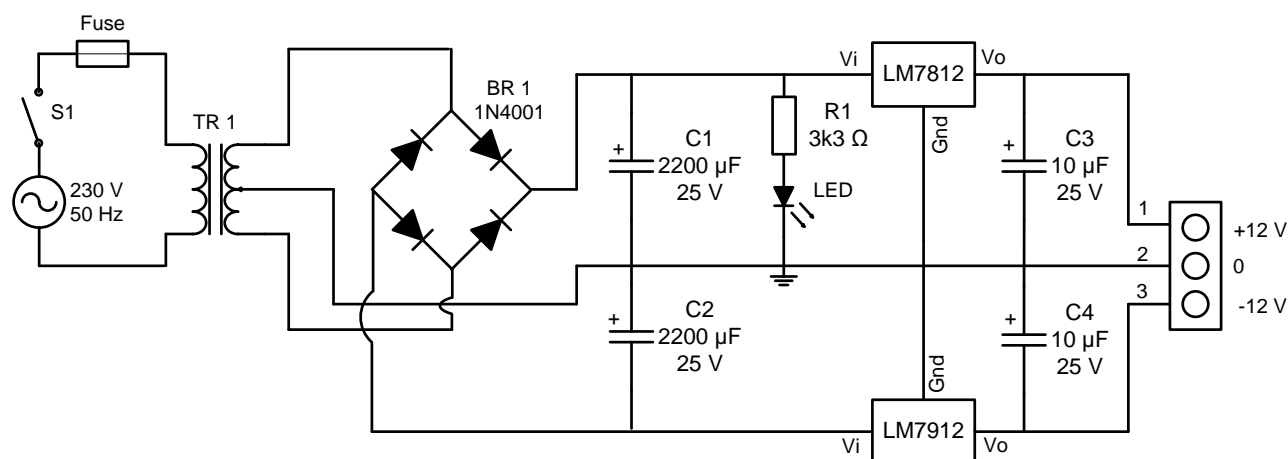 Fuse
S1
230 V
50 Hz
TR 1
BR 1
1N4001
+
C1
2200 µF
25 V
+
C2
2200 µF
25 V
R1
3k3 Ω
LED
Vi
LM7812
Vo
Gnd
Gnd
Vi
LM7912
Vo
+
C3
10 µF
25 V
+
C4
10 µF
25 V
1
+12 V
2
0
3
-12 V